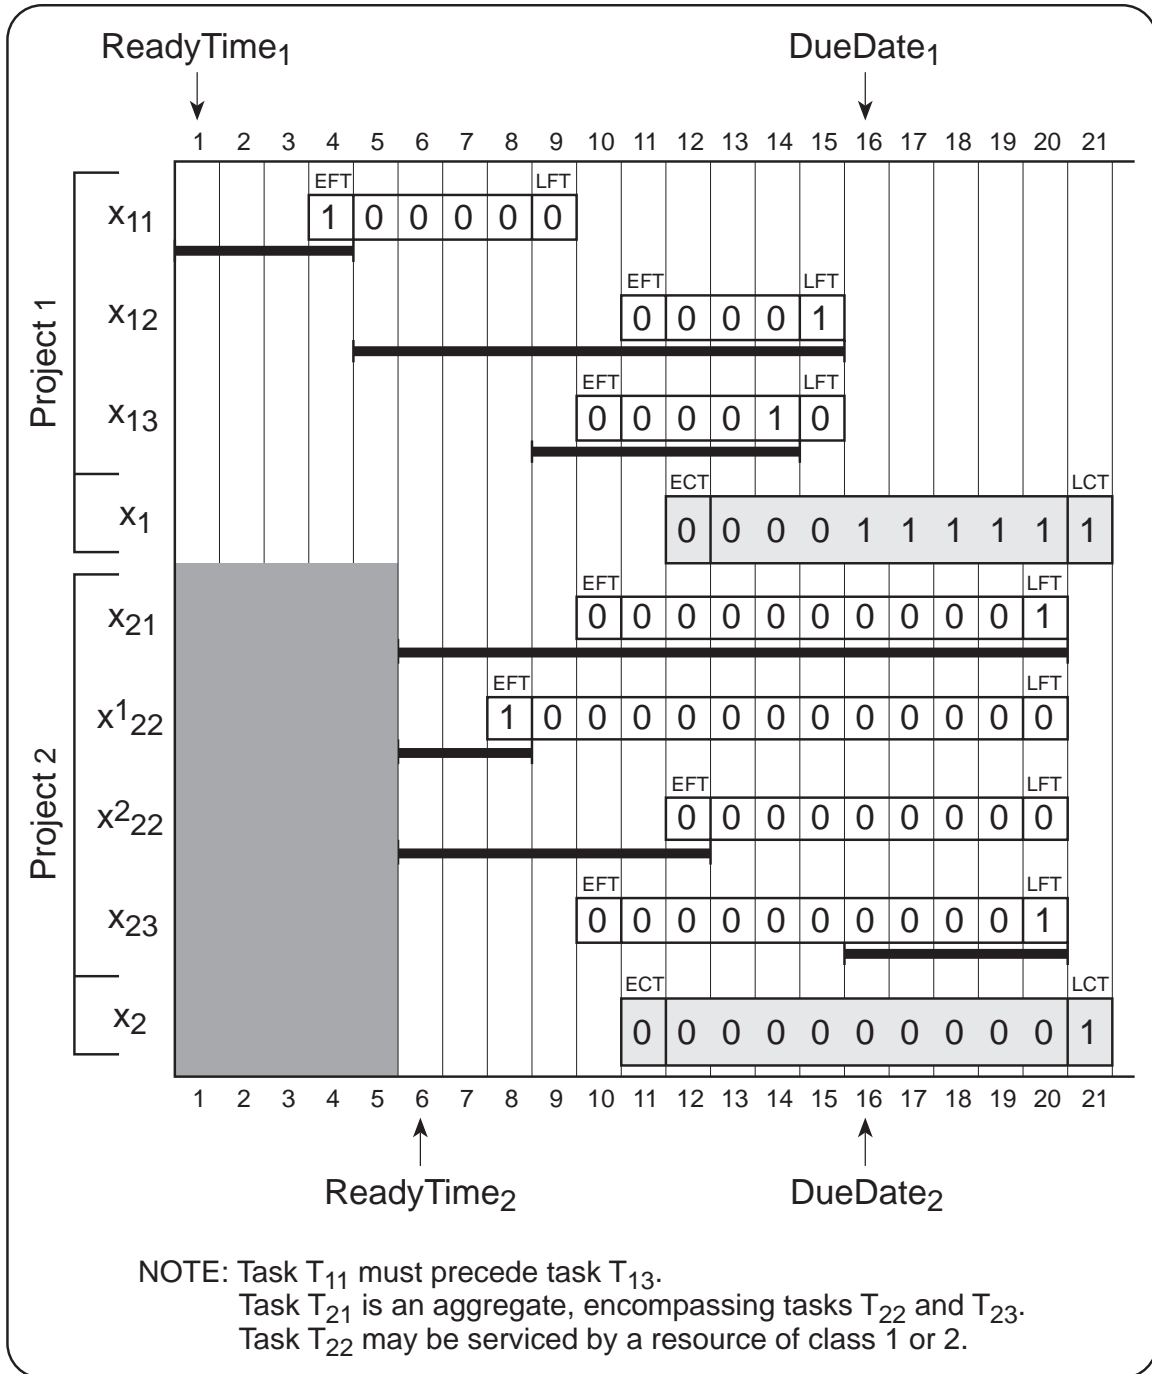 ReadyTime1 DueDate1
1 2 3 4 5 6 7 8 9 10 11 12 13 14 15 16 17 18 19 20 21
EFT LFT
x11 1 0 0 0 0 0
EFT LFT
x12 0 0 0 0 1
EFT LFT
x13 0 0 0 0 1 0
Project 1
ECT LCT
x1 0 0 0 0 1 1 1 1 1 1
EFT LFT
x21 0 0 0 0 0 0 0 0 0 0 1
EFT LFT
x122 1 0 0 0 0 0 0 0 0 0 0 0 0
EFT LFT
x222 0 0 0 0 0 0 0 0 0
Project 2
EFT LFT
x23 0 0 0 0 0 0 0 0 0 0 1
ECT LCT
x2 0 0 0 0 0 0 0 0 0 0 1
1 2 3 4 5 6 7 8 9 10 11 12 13 14 15 16 17 18 19 20 21
ReadyTime2 DueDate2
NOTE: Task T11 must precede task T13.
Task T21 is an aggregate, encompassing tasks T22 and T23.
Task T22 may be serviced by a resource of class 1 or 2.